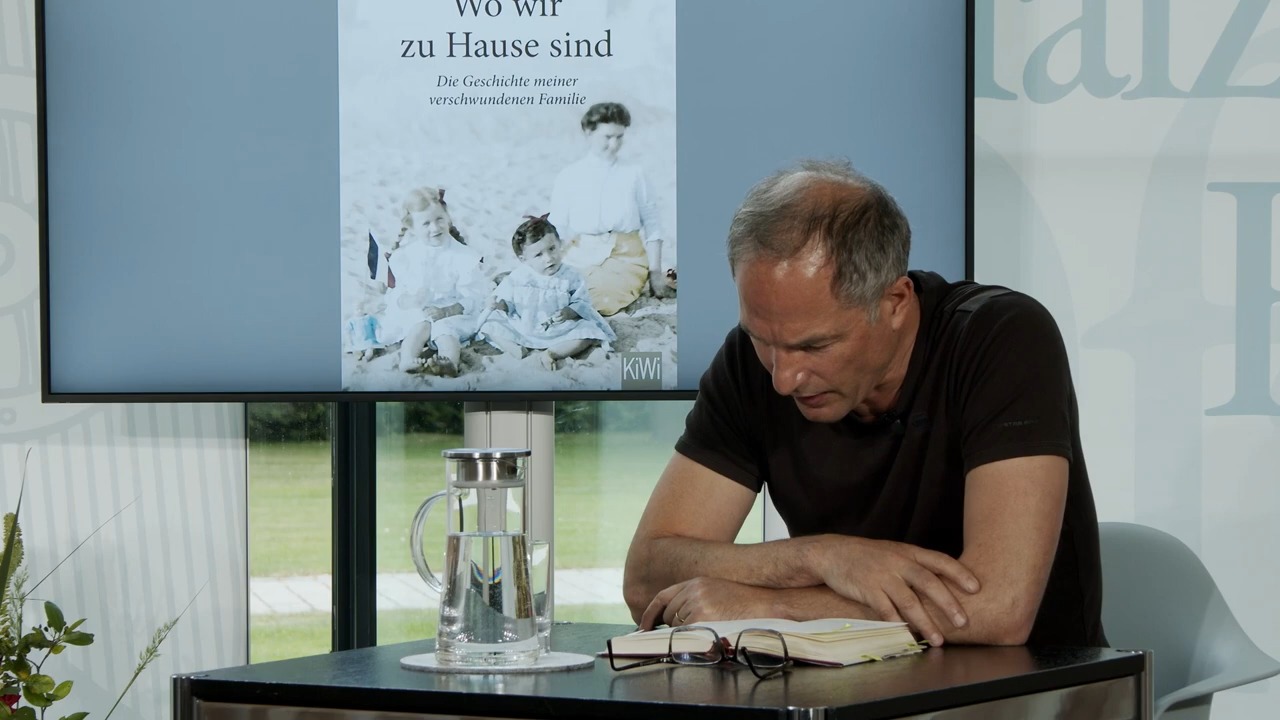 Wo wir
zu Hause sind
Die Geschichte meiner
verschwundenen Familie
KiWi